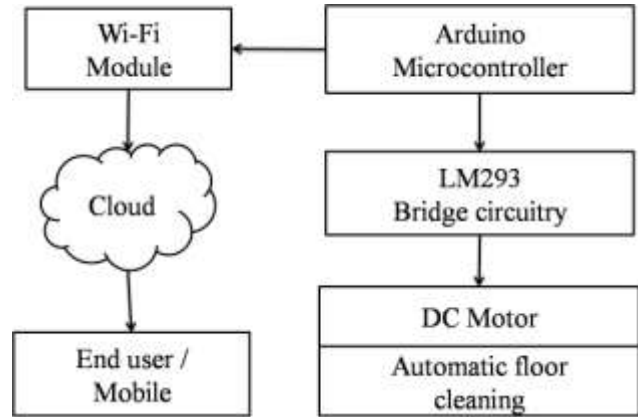 Wi-Fi
Module
Arduino
Microcontroller
Cloud
LM293
Bridge circuitry
End user /
Mobile
DC Motor
Automatic floor
cleaning